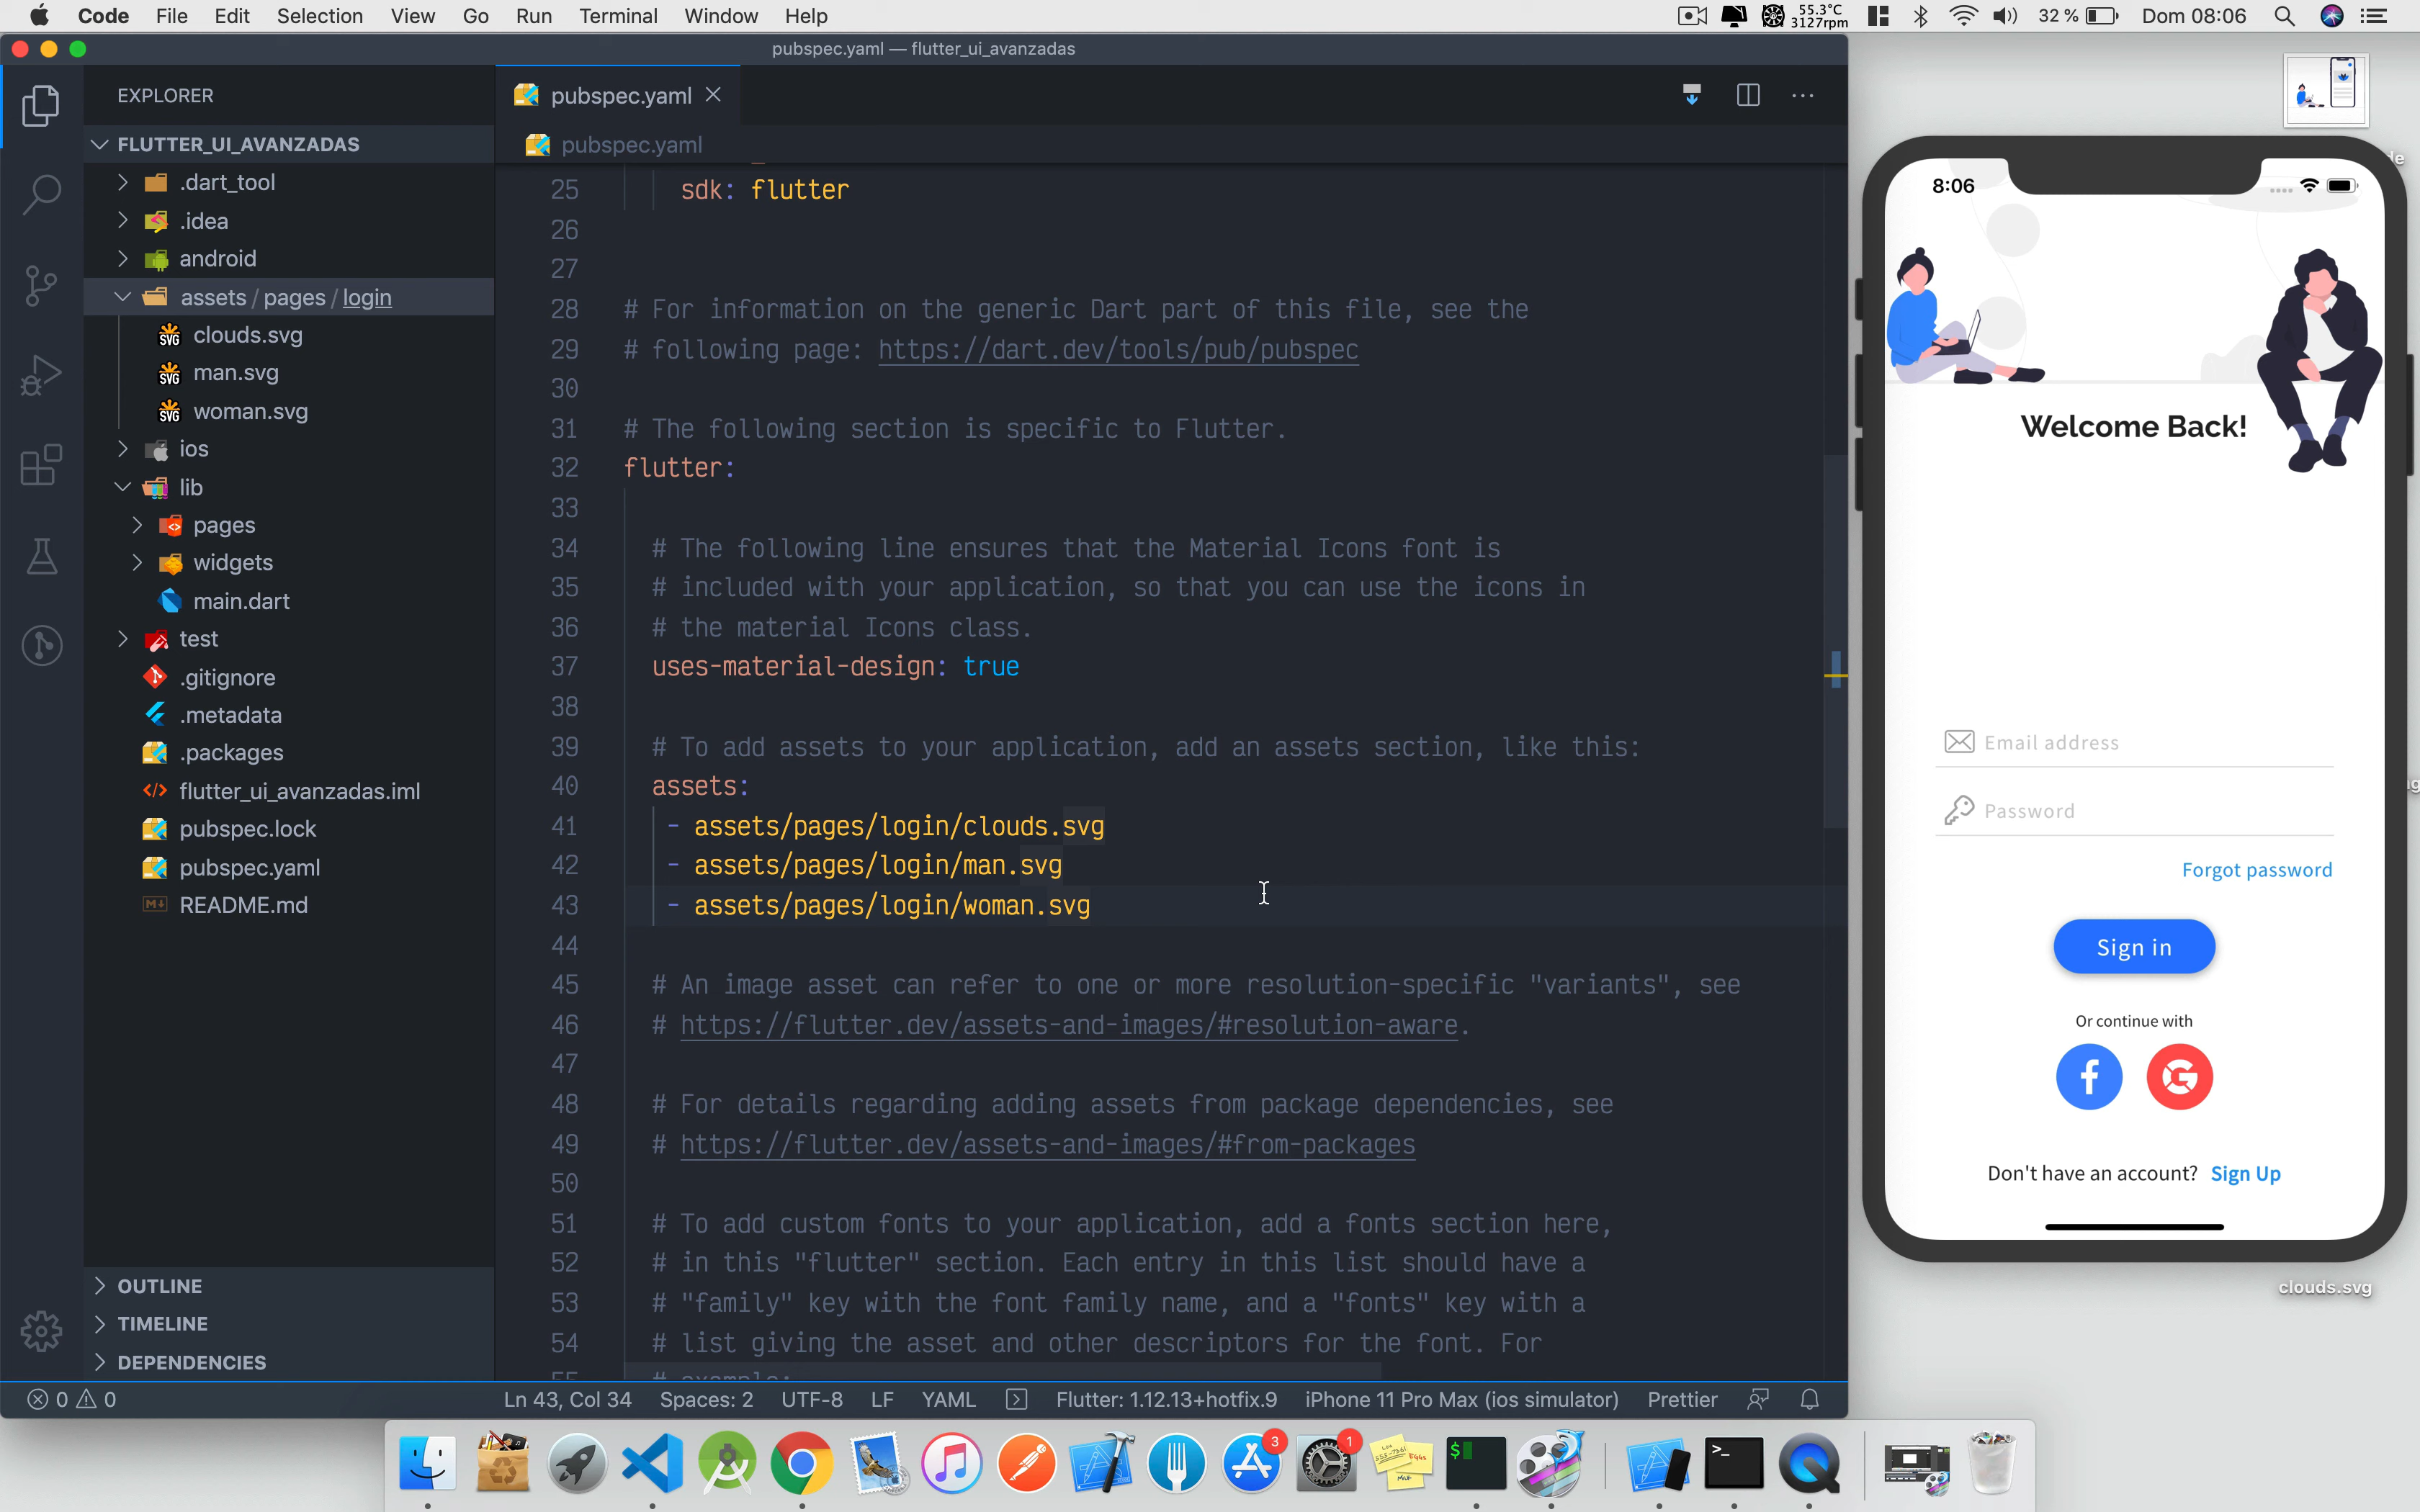 Code File Edit Selection View Go Run Terminal Window Help
55.3°C
3127rpm
32 % Dom 08:06
pubspec.yaml — flutter_ui_avanzadas
EXPLORER
FLUTTER_UI_AVANZADAS
.dart_tool
.idea
android
assets / pages / login
clouds.svg
man.svg
woman.svg
ios
lib
pages
widgets
main.dart
test
.gitignore
.metadata
.packages
flutter_ui_avanzadas.iml
pubspec.lock
pubspec.yaml
README.md
OUTLINE
TIMELINE
DEPENDENCIES
pubspec.yaml
pubspec.yaml
25 sdk: flutter
26
27
28 # For information on the generic Dart part of this file, see the
29 # following page: https://dart.dev/tools/pub/pubspec
30
31 # The following section is specific to Flutter.
32 flutter:
33
34 # The following line ensures that the Material Icons font is
35 # included with your application, so that you can use the icons in
36 # the material Icons class.
37 uses-material-design: true
38
39 # To add assets to your application, add an assets section, like this:
40 assets:
41 - assets/pages/login/clouds.svg
42 - assets/pages/login/man.svg
43 - assets/pages/login/woman.svg
44
45 # An image asset can refer to one or more resolution-specific "variants", see
46 # https://flutter.dev/assets-and-images/#resolution-aware.
47
48 # For details regarding adding assets from package dependencies, see
49 # https://flutter.dev/assets-and-images/#from-packages
50
51 # To add custom fonts to your application, add a fonts section here,
52 # in this "flutter" section. Each entry in this list should have a
53 # "family" key with the font family name, and a "fonts" key with a
54 # list giving the asset and other descriptors for the font. For
55 # example:
0 0
Ln 43, Col 34 Spaces: 2 UTF-8 LF YAML Flutter: 1.12.13+hotfix.9 iPhone 11 Pro Max (ios simulator) Prettier
8:06
Welcome Back!
Email address
Password
Forgot password
Sign in
Or continue with
f G
Don't have an account? Sign Up
clouds.svg
3
1